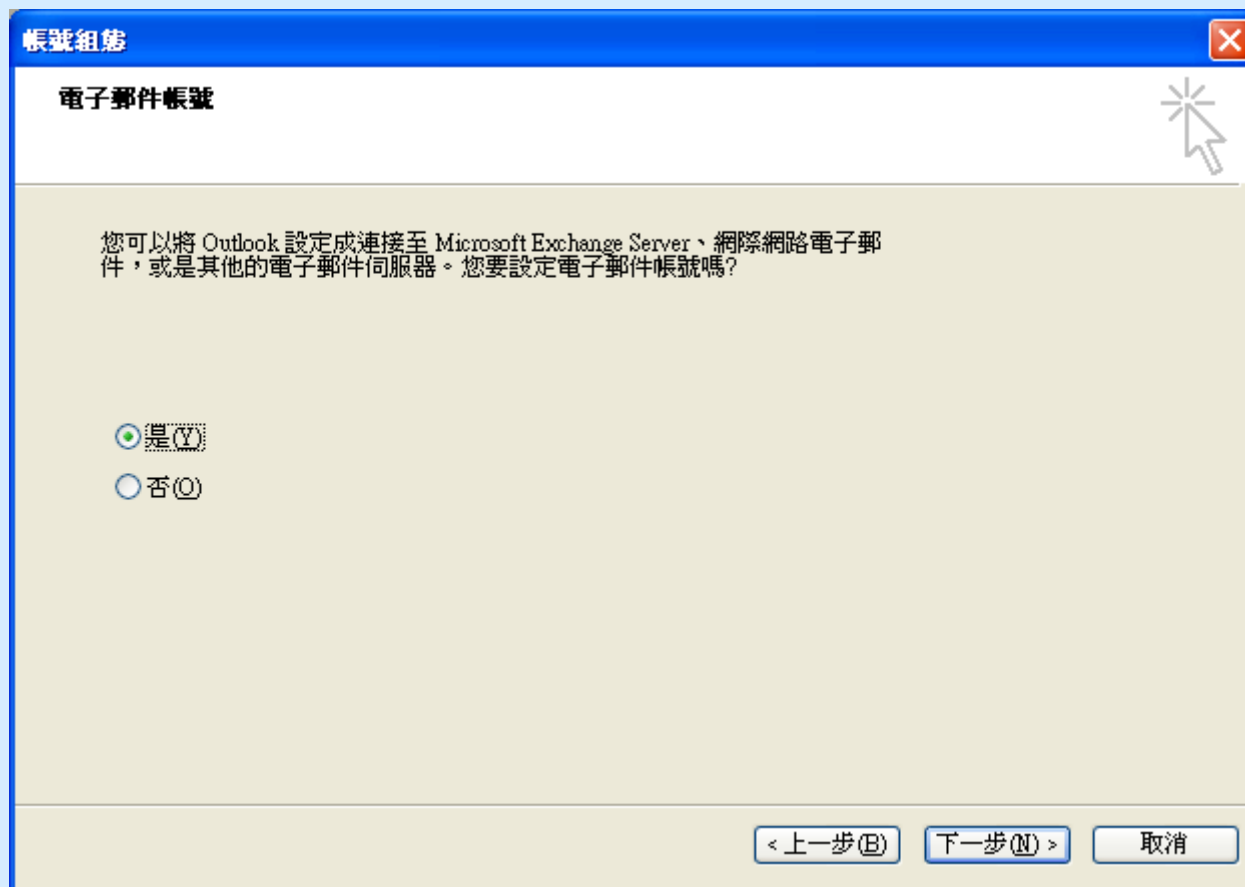 帳號組態
電子郵件帳號
您可以將 Outlook 設定成連接至 Microsoft Exchange Server、網際網路電子郵
件，或是其他的電子郵件伺服器。您要設定電子郵件帳號嗎?
是(Y)
否(O)
< 上一步(B) 下一步(N) > 取消